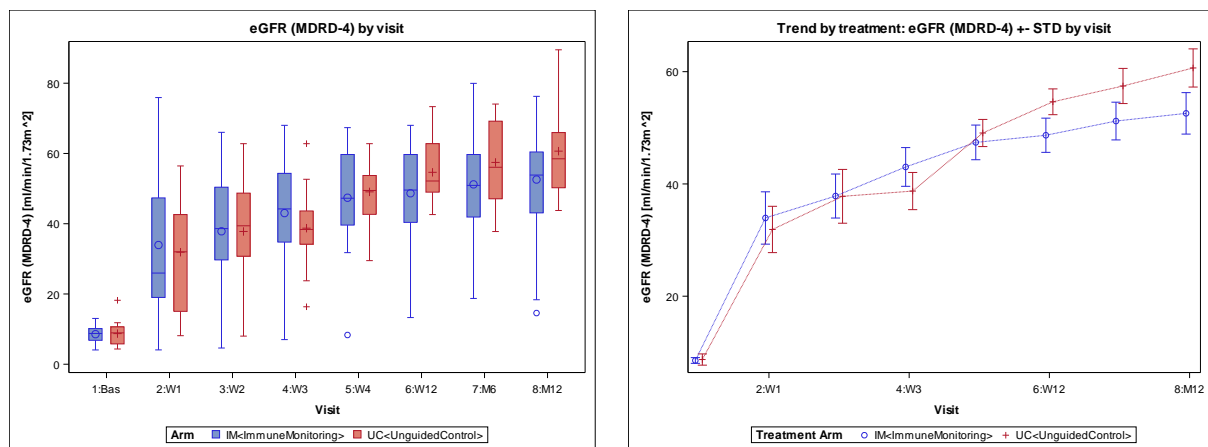 eGFR (MDRD-4) by visit
eGFR (MDRD-4) [ml/min/1.73m^2]
80
60
40
20
0
1:Bas 2:W1 3:W2 4:W3 5:W4 6:W12 7:M6 8:M12
Visit
Arm IM<ImmuneMonitoring> UC<UnguidedControl>
Trend by treatment: eGFR (MDRD-4) +- STD by visit
eGFR (MDRD-4) [ml/min/1.73m^2]
60
40
20
2:W1 4:W3 6:W12 8:M12
Visit
Treatment Arm IM<ImmuneMonitoring> UC<UnguidedControl>